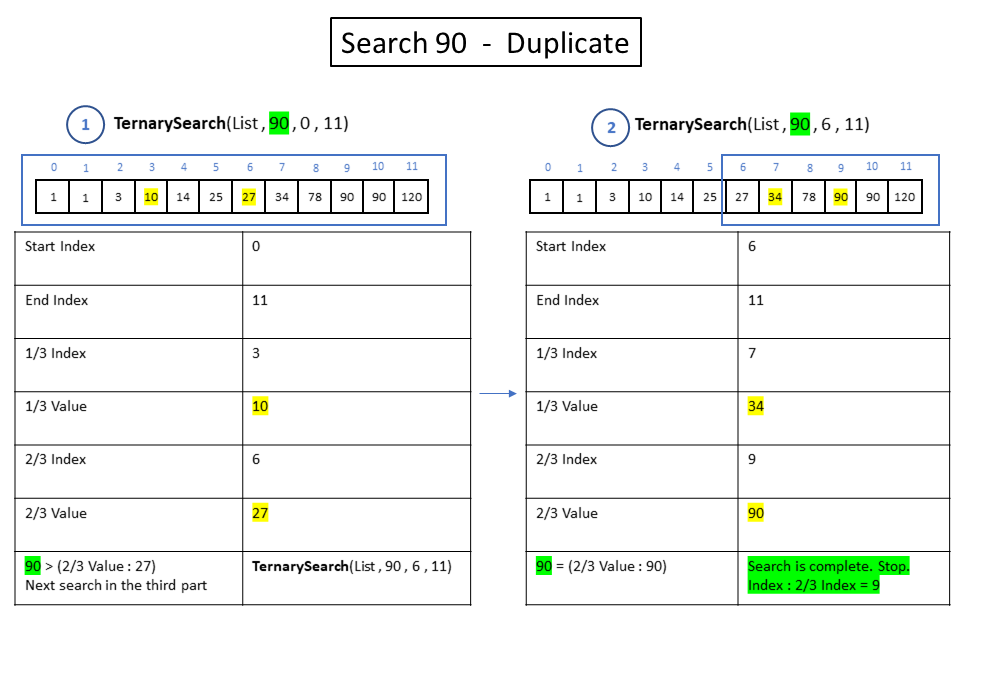 Search 90 - Duplicate
1 TernarySearch(List , 90 , 0 , 11)
0 1 2 3 4 5 6 7 8 9 10 11
1 1 3 10 14 25 27 34 78 90 90 120
Start Index 0
End Index 11
1/3 Index 3
1/3 Value 10
2/3 Index 6
2/3 Value 27
90 > (2/3 Value : 27)
Next search in the third part
TernarySearch(List , 90 , 6 , 11)
2 TernarySearch(List , 90 , 6 , 11)
0 1 2 3 4 5 6 7 8 9 10 11
1 1 3 10 14 25 27 34 78 90 90 120
Start Index 6
End Index 11
1/3 Index 7
1/3 Value 34
2/3 Index 9
2/3 Value 90
90 = (2/3 Value : 90)
Search is complete. Stop.
Index : 2/3 Index = 9